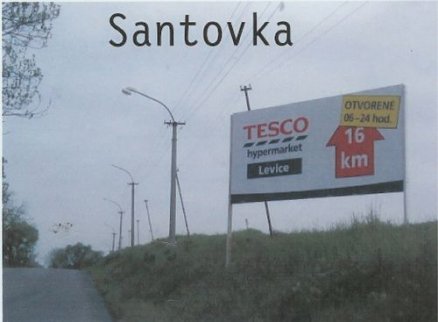 Santovka
OTVORENÉ
06-24 hod.
TESCO
hypermarket
Levice
16
km